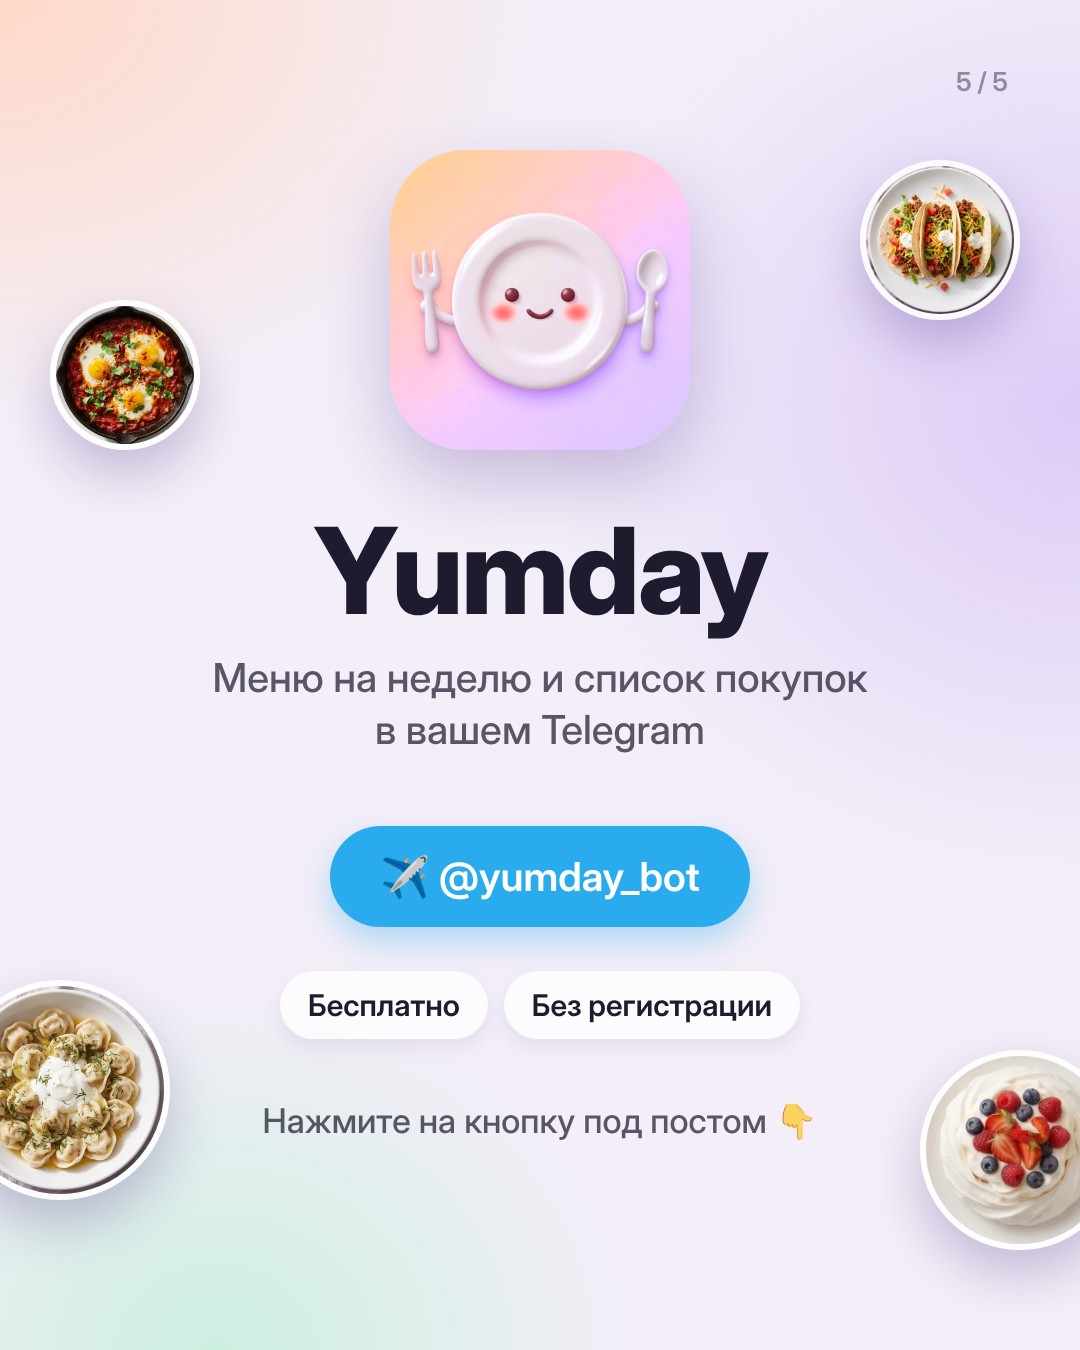 5 / 5
Yumday
Меню на неделю и список покупок
в вашем Telegram
✈️ @yumday_bot
Бесплатно
Без регистрации
Нажмите на кнопку под постом 👇